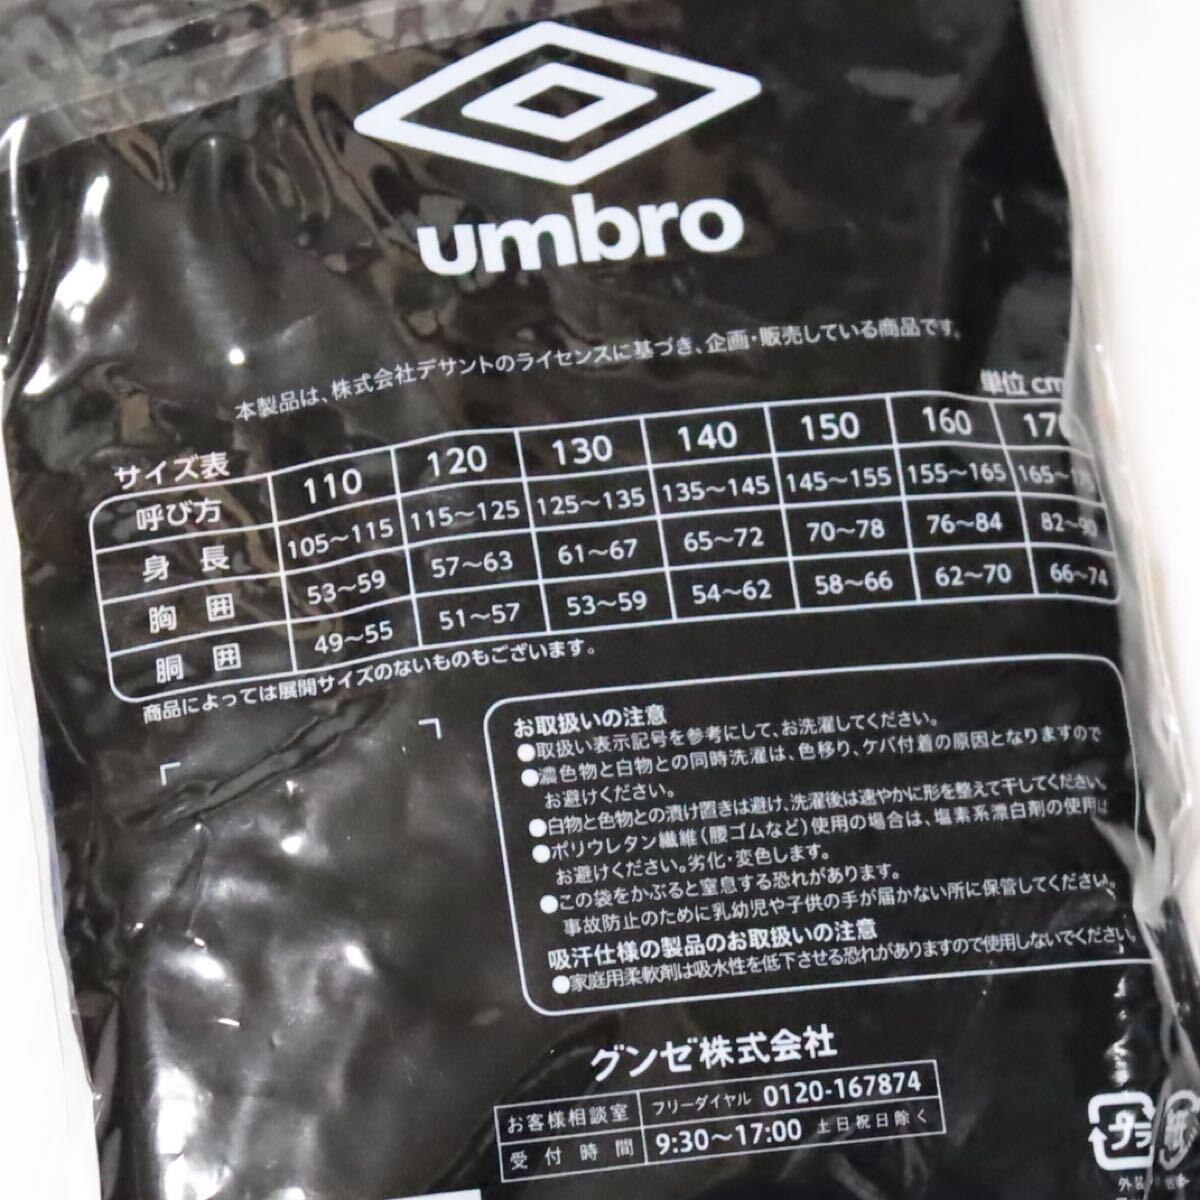 umbro
本製品は、株式会社デサントのライセンスに基づき、企画・販売している商品です。
サイズ表
単位 cm
呼び方 110 120 130 140 150 160
身長 105〜115 115〜125 125〜135 135〜145 145〜155 155〜165
胸囲 53〜59 57〜63 61〜67 65〜72 70〜78 76〜84 82〜90
胴囲 49〜55 51〜57 53〜59 54〜62 58〜66 62〜70 66〜74
商品によっては展開サイズのないものもございます。
お取扱いの注意
●取扱い表示記号を参考にして、お洗濯してください。
●濃色物と白物との同時洗濯は、色移り、ケバ付着の原因となりますので
お避けください。
●白物と色物との漬け置きは避け、洗濯後は速やかに形を整えて干してください。
●ポリウレタン繊維(腰ゴムなど)使用の場合は、塩素系漂白剤の使用は
お避けください。劣化・変色します。
●この袋をかぶると窒息する恐れがあります。
事故防止のために乳幼児や子供の手が届かない所に保管してください。
吸汗仕様の製品のお取扱いの注意
●家庭用柔軟剤は吸水性を低下させる恐れがありますので使用しないでください。
グンゼ株式会社
お客様相談室 フリーダイヤル 0120-167874
受付時間 9:30〜17:00 土日祝日除く
プラ 紙
外装